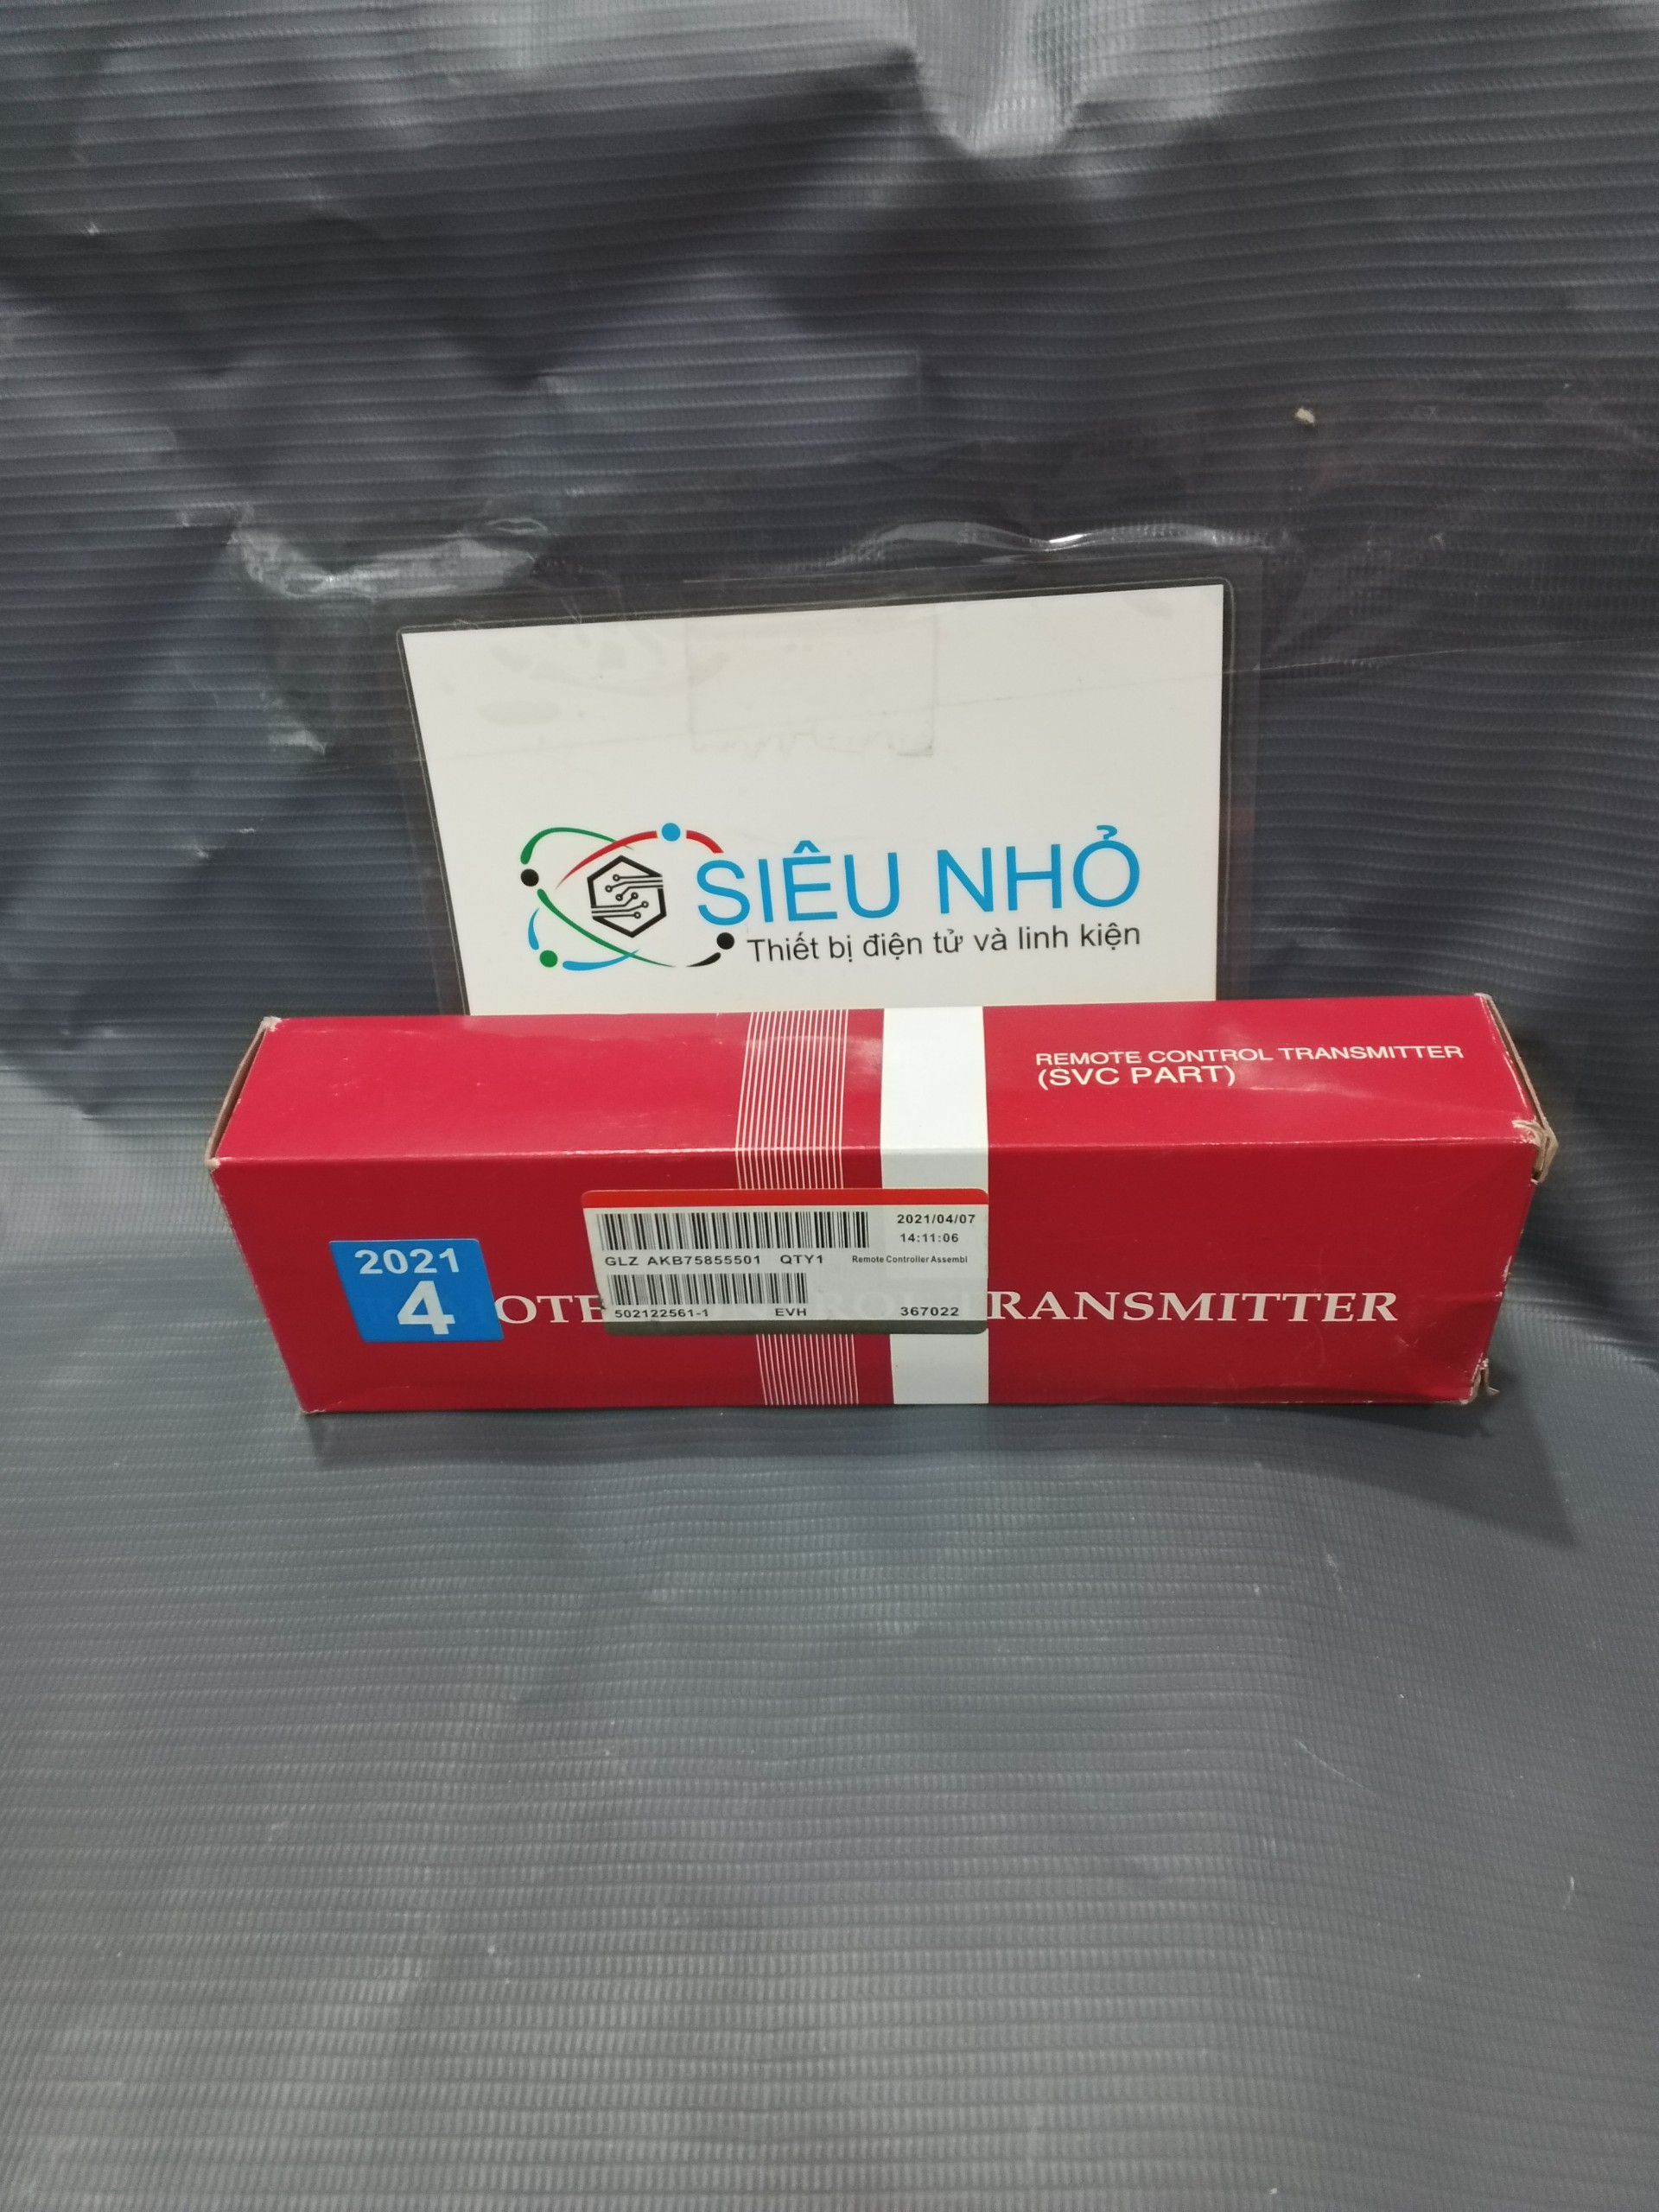 SIÊU NHỎ
Thiết bị điện tử và linh kiện
REMOTE CONTROL TRANSMITTER
(SVC PART)
2021
4
2021/04/07
14:11:06
GLZ AKB75855501 QTY1 Remote Controller Assembl
502122561-1 EVH 367022
OTE RO RANSMITTER